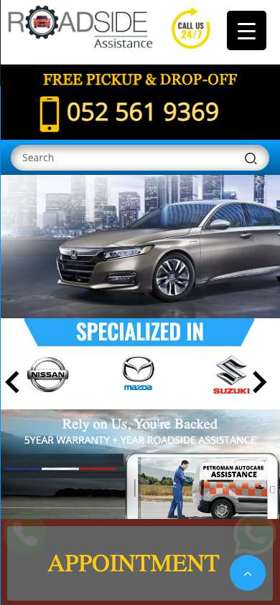 ROADSIDE
Assistance
CALL US
24/7
FREE PICKUP & DROP-OFF
052 561 9369
Search
SPECIALIZED IN
NISSAN
mazda
SUZUKI
Rely on Us, You're Backed
5YEAR WARRANTY + YEAR ROADSIDE ASSISTANCE
PETROMAN AUTOCARE
ASSISTANCE
APPOINTMENT